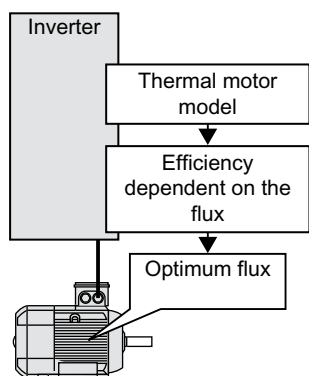 Inverter
Thermal motor
model
Efficiency
dependent on the
flux
Optimum flux